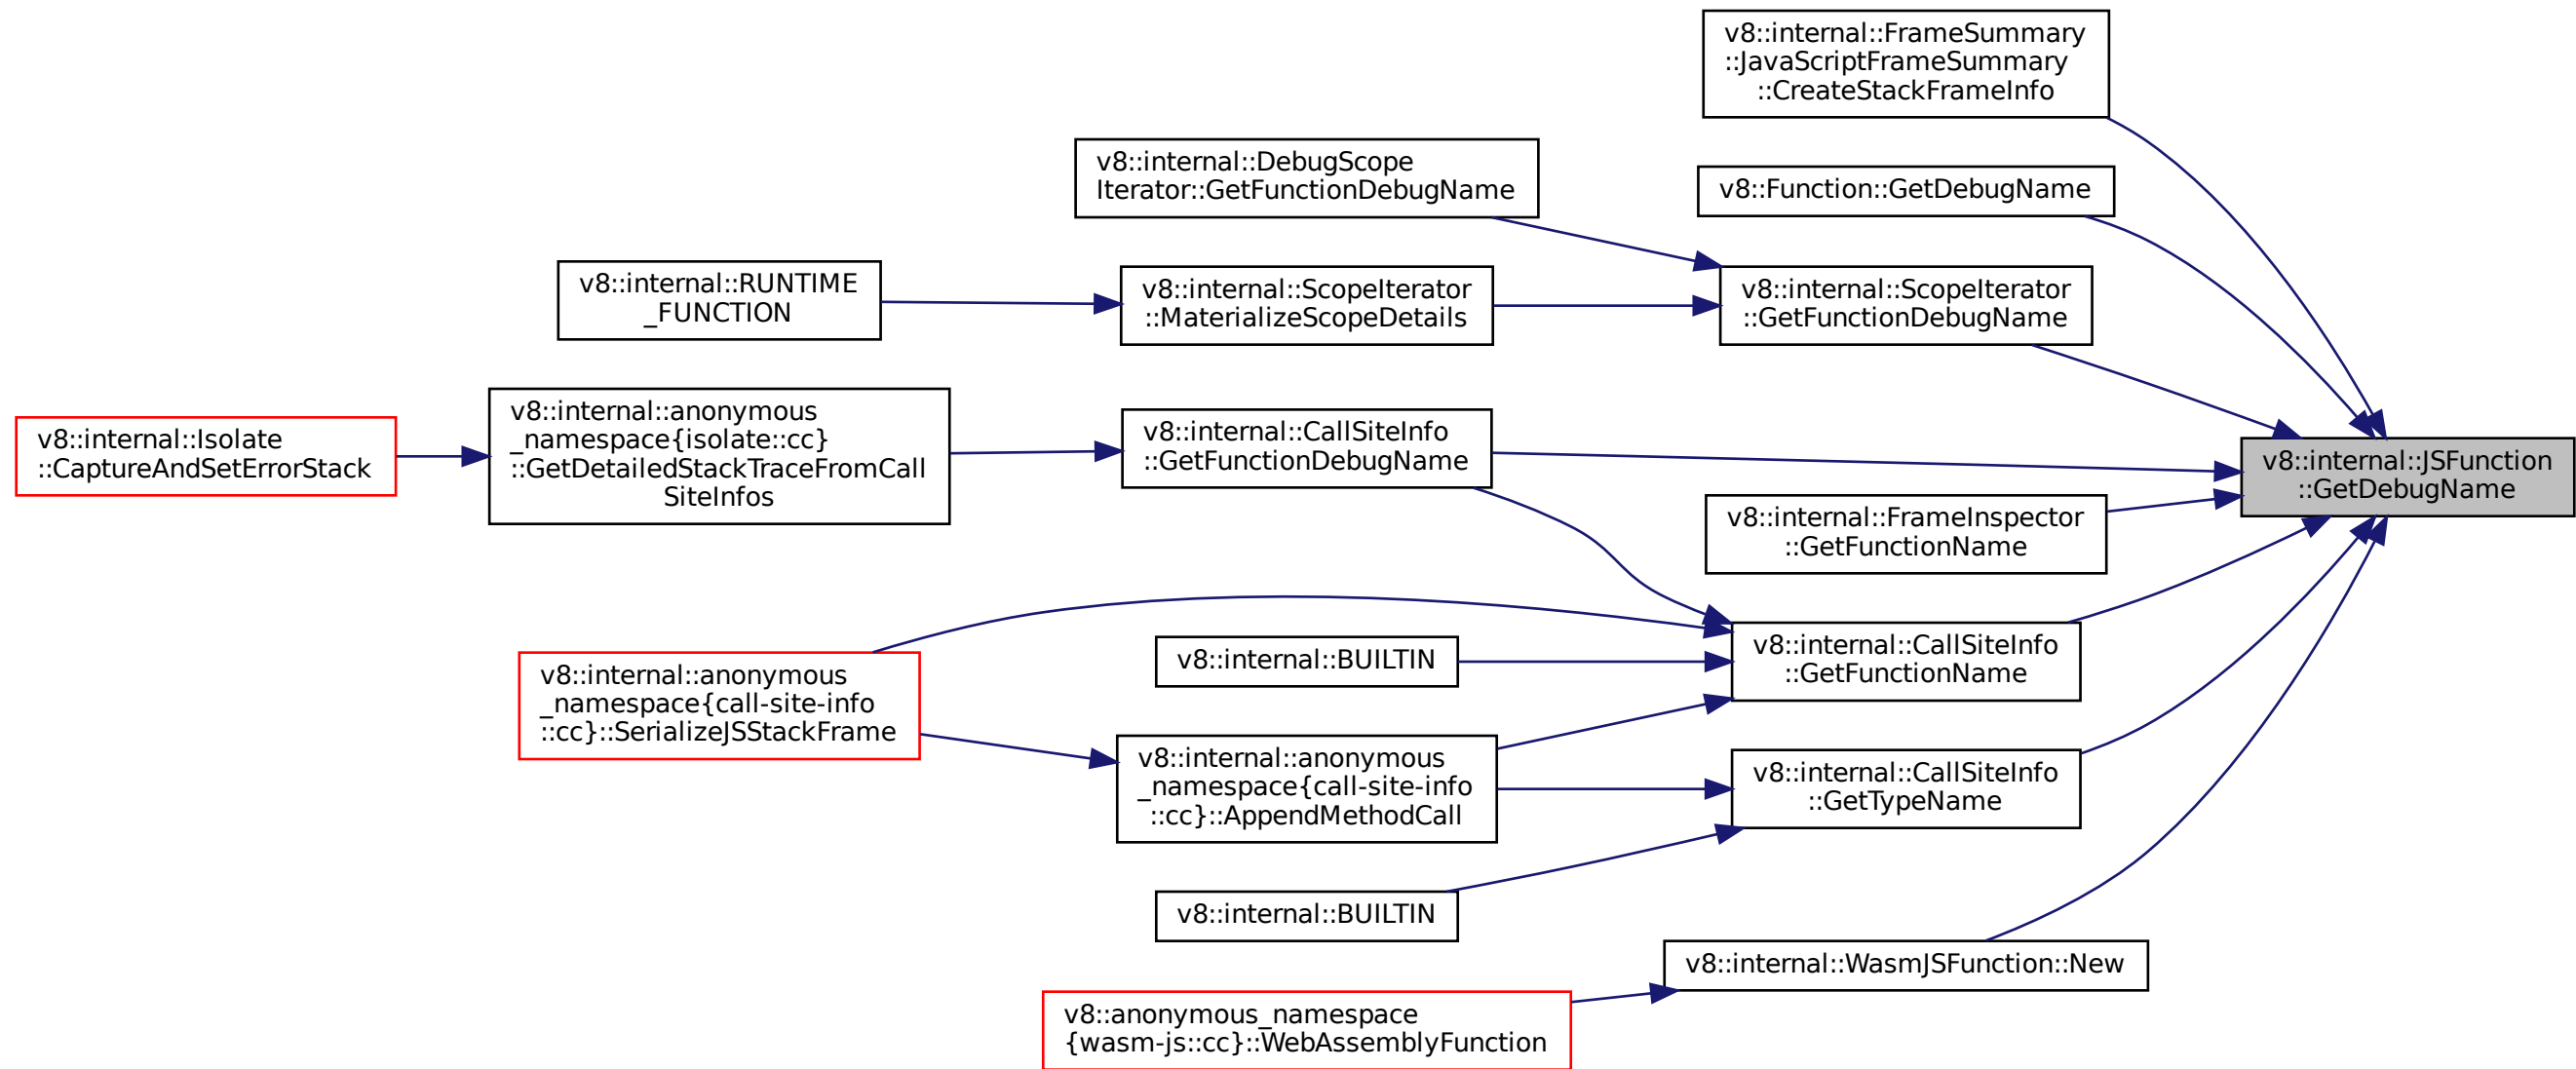 v8::internal::FrameSummary
::JavaScriptFrameSummary
::CreateStackFrameInfo
v8::internal::DebugScope
Iterator::GetFunctionDebugName
v8::Function::GetDebugName
v8::internal::RUNTIME
_FUNCTION
v8::internal::ScopeIterator
::MaterializeScopeDetails
v8::internal::ScopeIterator
::GetFunctionDebugName
v8::internal::Isolate
::CaptureAndSetErrorStack
v8::internal::anonymous
_namespace{isolate::cc}
::GetDetailedStackTraceFromCall
SiteInfos
v8::internal::CallSiteInfo
::GetFunctionDebugName
v8::internal::JSFunction
::GetDebugName
v8::internal::FrameInspector
::GetFunctionName
v8::internal::anonymous
_namespace{call-site-info
::cc}::SerializeJSStackFrame
v8::internal::BUILTIN
v8::internal::CallSiteInfo
::GetFunctionName
v8::internal::anonymous
_namespace{call-site-info
::cc}::AppendMethodCall
v8::internal::CallSiteInfo
::GetTypeName
v8::internal::BUILTIN
v8::internal::WasmJSFunction::New
v8::anonymous_namespace
{wasm-js::cc}::WebAssemblyFunction